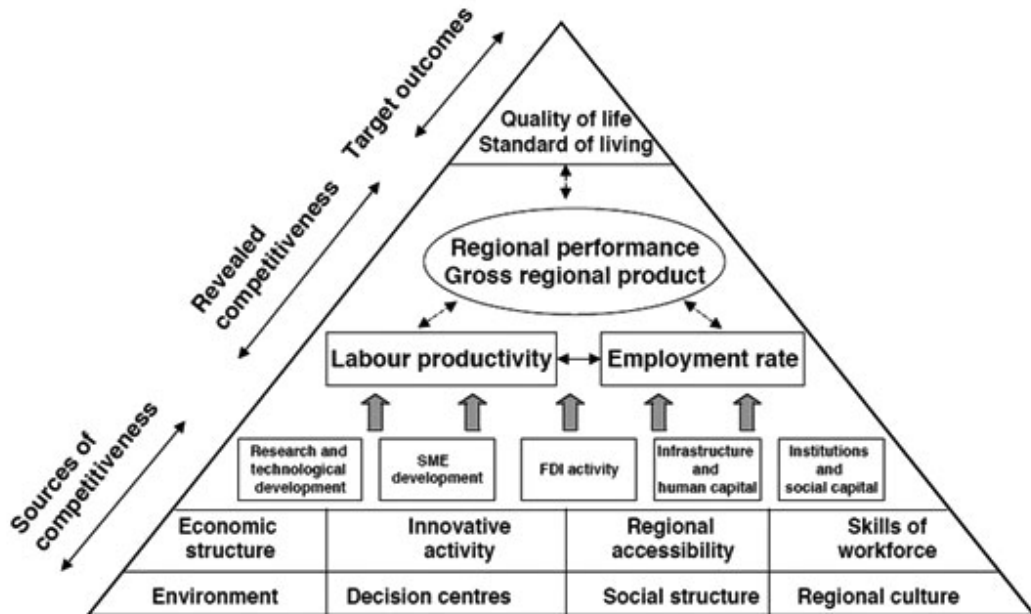 Target outcomes
Revealed
competitiveness
Sources of
competitiveness
Quality of life
Standard of living
Regional performance
Gross regional product
Labour productivity
Employment rate
Research and
technological
development
SME
development
FDI activity
Infrastructure
and
human capital
Institutions
and
social capital
Economic
structure
Innovative
activity
Regional
accessibility
Skills of
workforce
Environment
Decision centres
Social structure
Regional culture